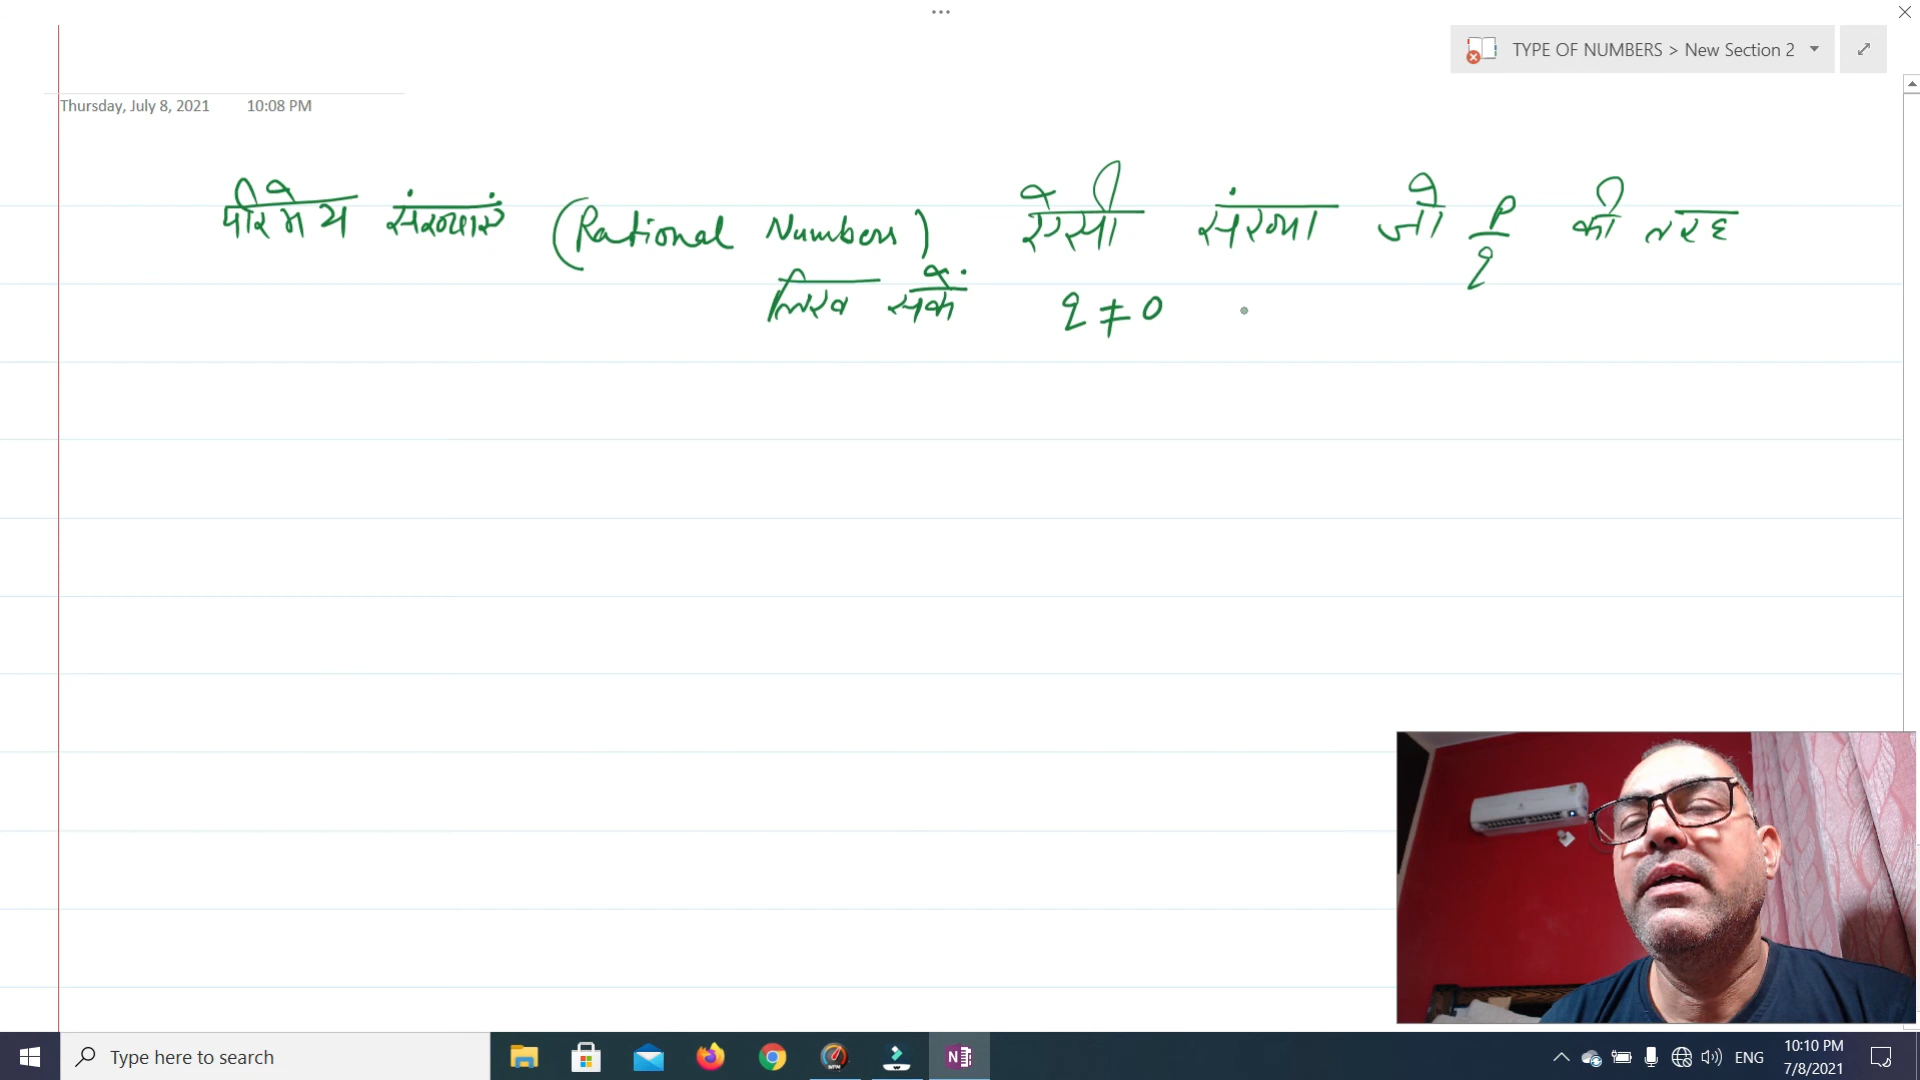 TYPE OF NUMBERS > New Section 2
Thursday, July 8, 2021 10:08 PM
परिमेय संख्याएं (Rational Numbers) ऐसी संख्या जो p/q की तरह
लिख सकें q ≠ 0
Type here to search
ENG
10:10 PM
7/8/2021